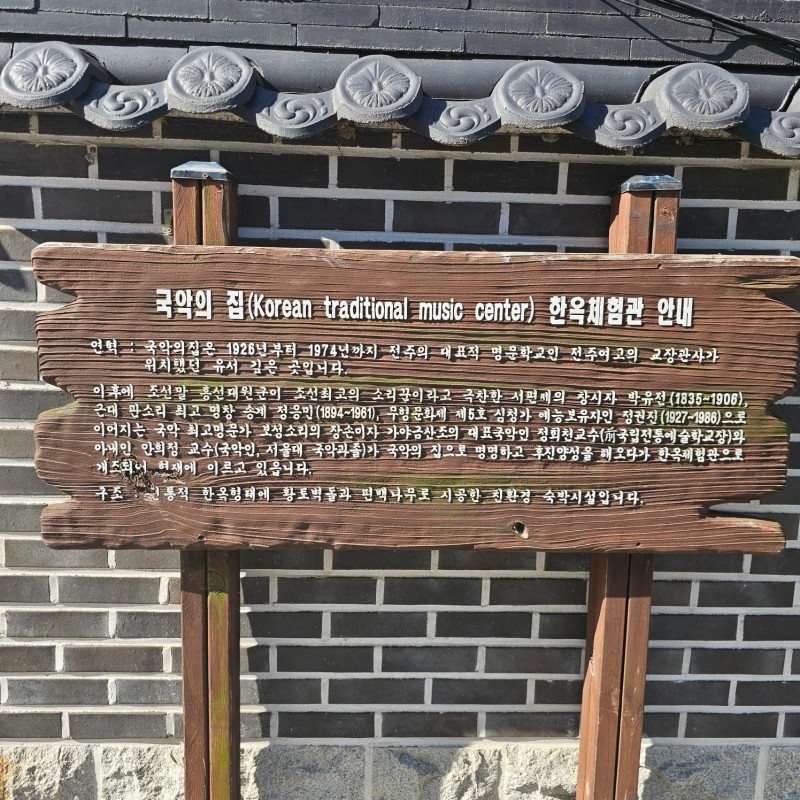 국악의 집(Korean traditional music center) 한옥체험관 안내
연혁 : 국악의집은 1926년부터 1974년까지 전주의 대표적 명문학교인 전주여고의 교장관사가
위치했던 유서 깊은 곳입니다.
이후에 조선말 흥선대원군이 조선최고의 소리꾼이라고 극찬한 서편제의 창시자 박유전(1835~1906),
근대 판소리 최고 명창 송계 정응민(1894~1961), 무형문화제 제5호 심청가 예능보유자인 정권진(1927~1986)으로
이어지는 국악 최고명문가 보성소리의 장손이자 가야금산조의 대표국악인 정회천교수(前국립전통예술학교장)와
아내인 안희정 교수(국악인, 서울대 국악과졸)가 국악의 집으로 명명하고 후진양성을 해오다가 한옥체험관으로
개조되어 현재에 이르고 있읍니다.
구조 : 전통적 한옥형태에 황토벽돌과 편백나무로 시공한 친환경 숙박시설입니다.